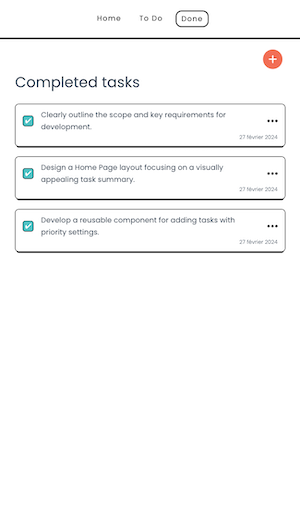 Home To Do Done
+
Completed tasks
Clearly outline the scope and key requirements for
development.
27 février 2024
Design a Home Page layout focusing on a visually
appealing task summary.
27 février 2024
Develop a reusable component for adding tasks with
priority settings.
27 février 2024